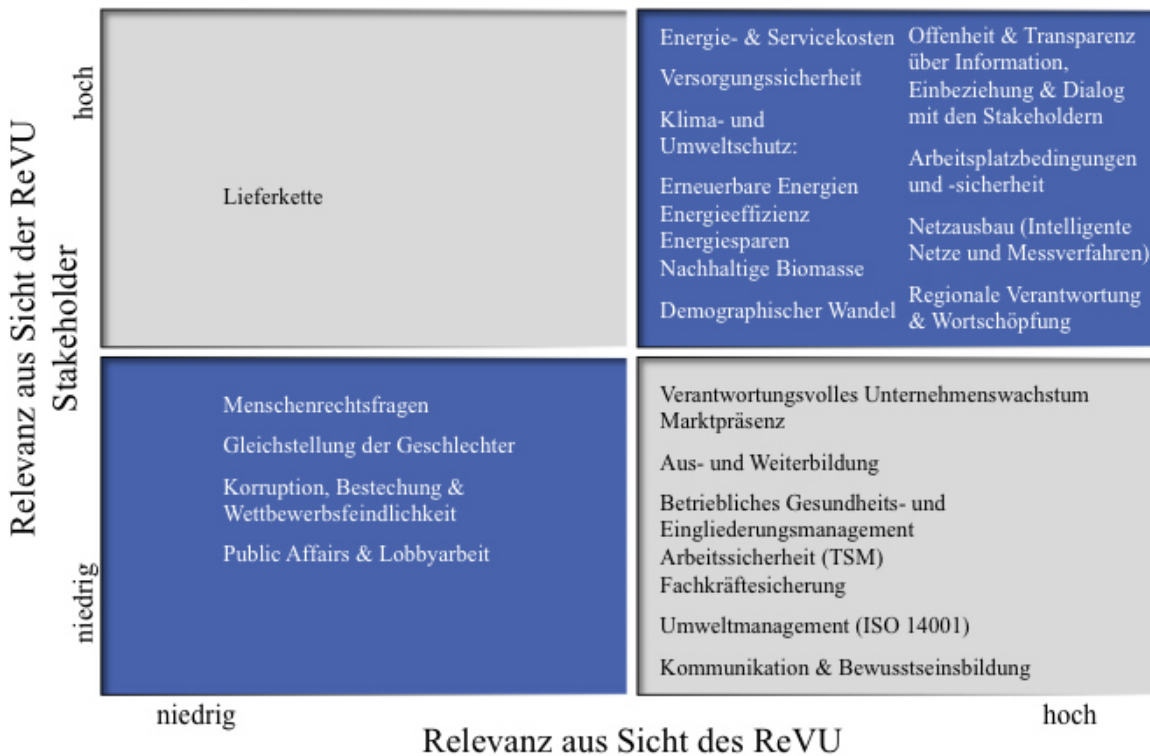 Relevanz aus Sicht der ReVU
Stakeholder
hoch
niedrig
Lieferkette
Energie- & Servicekosten
Versorgungssicherheit
Klima- und
Umweltschutz:
Erneuerbare Energien
Energieeffizienz
Energiesparen
Nachhaltige Biomasse
Demographischer Wandel
Offenheit & Transparenz
über Information,
Einbeziehung & Dialog
mit den Stakeholdern
Arbeitsplatzbedingungen
und -sicherheit
Netzausbau (Intelligente
Netze und Messverfahren)
Regionale Verantwortung
& Wortschöpfung
Menschenrechtsfragen
Gleichstellung der Geschlechter
Korruption, Bestechung &
Wettbewerbsfeindlichkeit
Public Affairs & Lobbyarbeit
Verantwortungsvolles Unternehmenswachstum
Marktpräsenz
Aus- und Weiterbildung
Betriebliches Gesundheits- und
Eingliederungsmanagement
Arbeitssicherheit (TSM)
Fachkräftesicherung
Umweltmanagement (ISO 14001)
Kommunikation & Bewusstseinsbildung
niedrig
hoch
Relevanz aus Sicht des ReVU